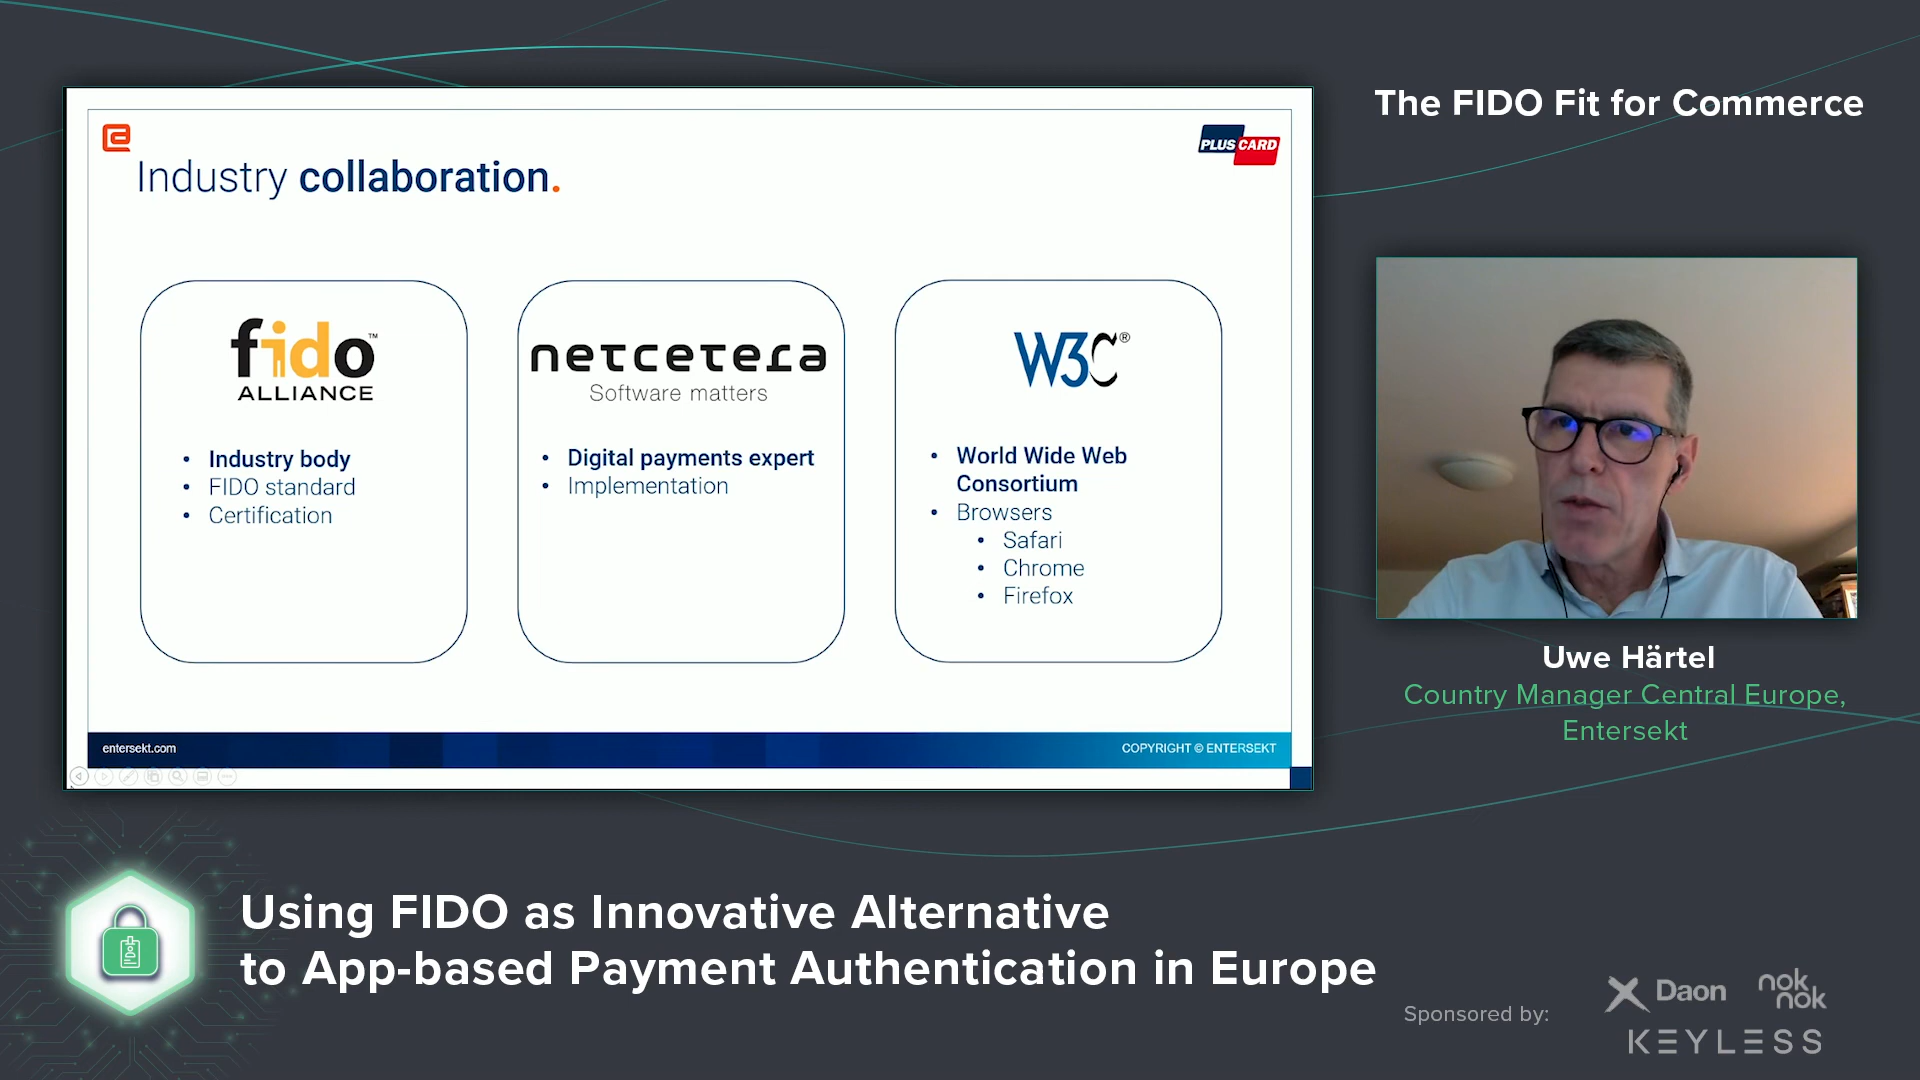 The FIDO Fit for Commerce
PLUS CARD
Industry collaboration.
fido™
ALLIANCE
• Industry body
• FIDO standard
• Certification
netcetera
Software matters
• Digital payments expert
• Implementation
W3C®
• World Wide Web
Consortium
• Browsers
• Safari
• Chrome
• Firefox
entersekt.com
COPYRIGHT © ENTERSEKT
Uwe Härtel
Country Manager Central Europe,
Entersekt
Using FIDO as Innovative Alternative
to App-based Payment Authentication in Europe
Sponsored by:
Daon
nok
nok
KEYLESS